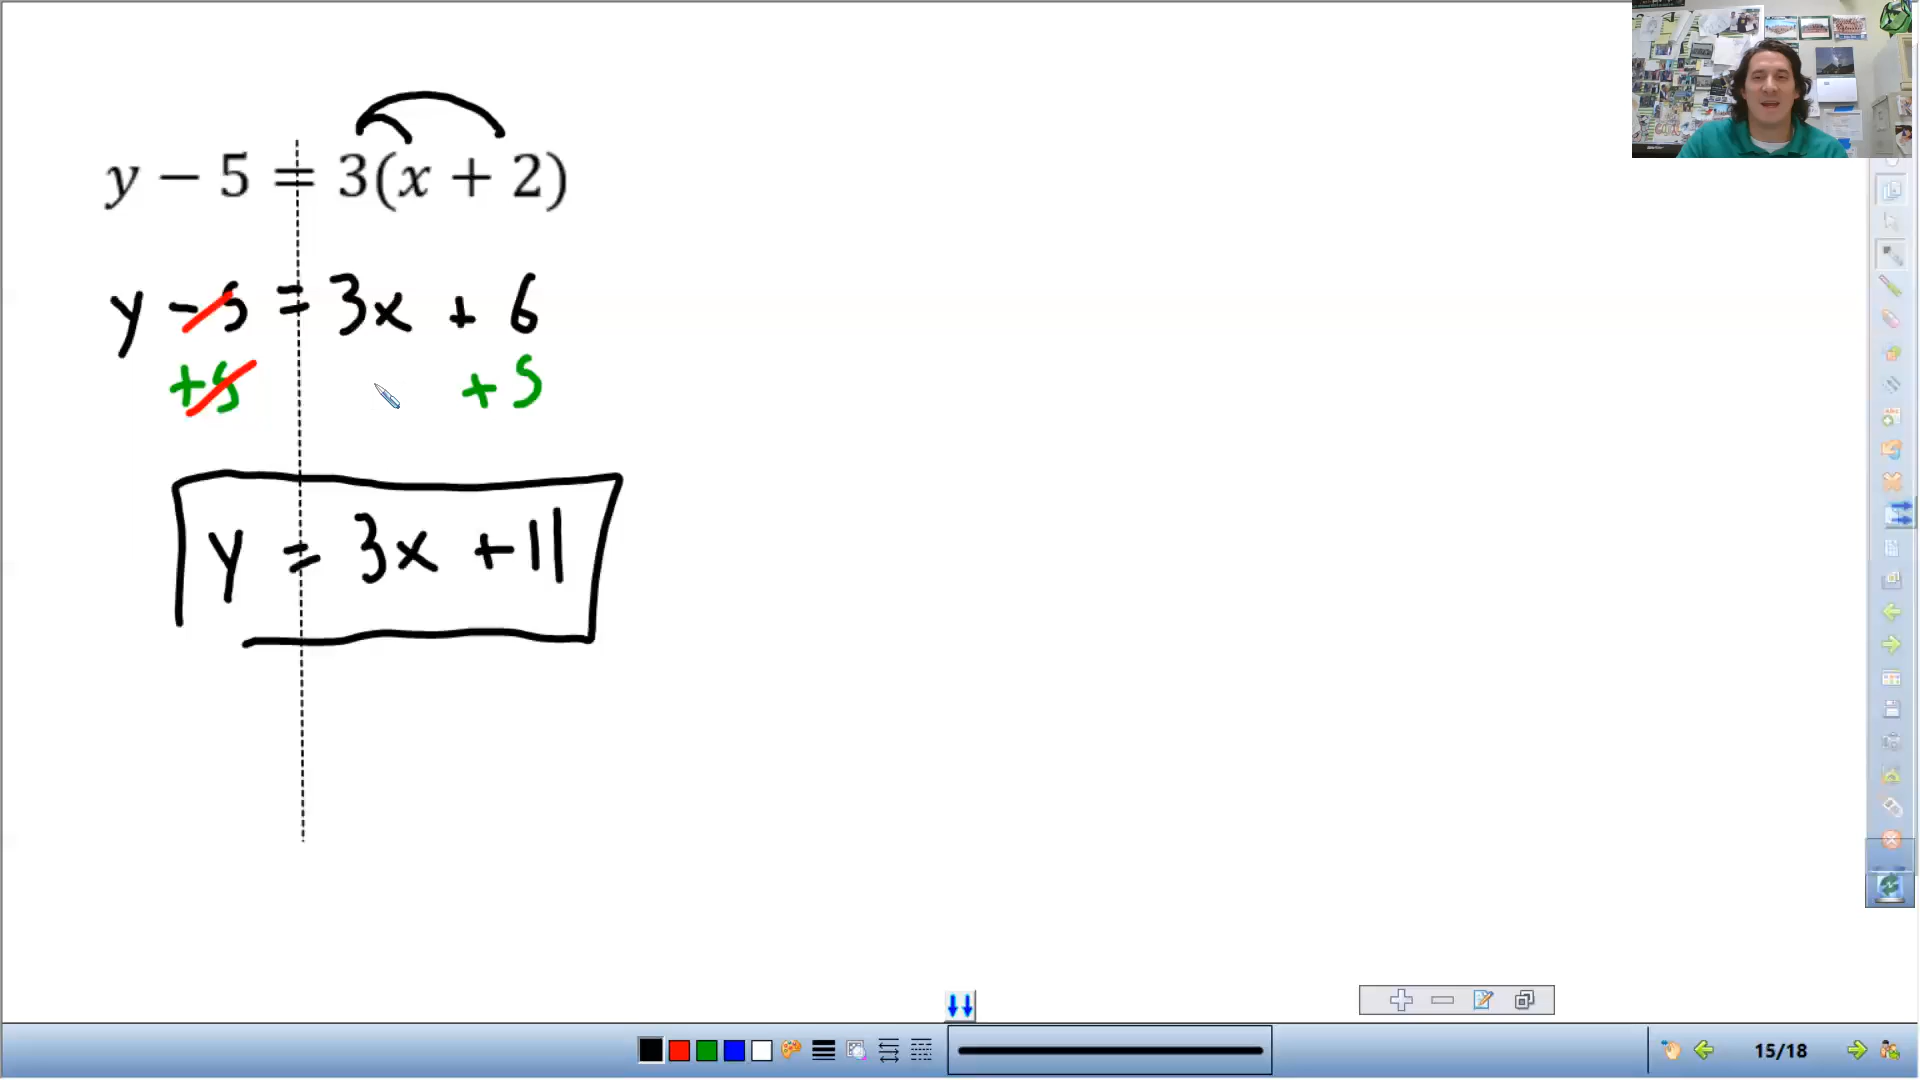 y − 5 = 3(x + 2)
y - 5 = 3x + 6
+5 +5
y = 3x + 11
15/18